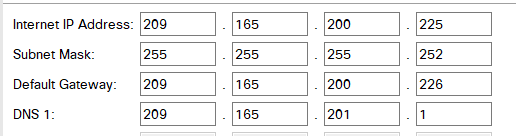 Internet IP Address: 209 . 165 . 200 . 225
Subnet Mask: 255 . 255 . 255 . 252
Default Gateway: 209 . 165 . 200 . 226
DNS 1: 209 . 165 . 201 . 1